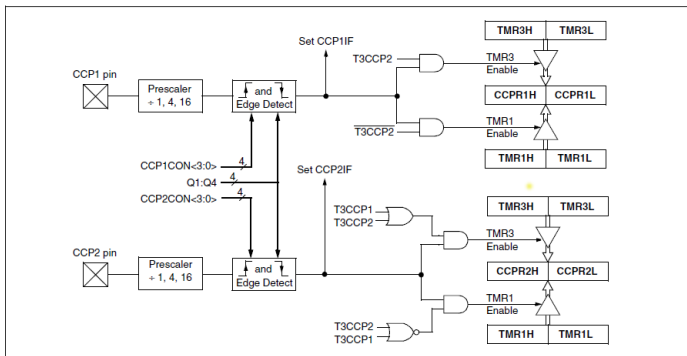 TMR3H TMR3L
Set CCP1IF
T3CCP2
TMR3
Enable
CCP1 pin
Prescaler
÷ 1, 4, 16
and
Edge Detect
CCPR1H CCPR1L
TMR1
Enable
T3CCP2
TMR1H TMR1L
CCP1CON<3:0> 4
Q1:Q4 4
CCP2CON<3:0> 4
Set CCP2IF
TMR3H TMR3L
T3CCP1
T3CCP2
TMR3
Enable
CCP2 pin
Prescaler
÷ 1, 4, 16
and
Edge Detect
CCPR2H CCPR2L
TMR1
Enable
T3CCP2
T3CCP1
TMR1H TMR1L